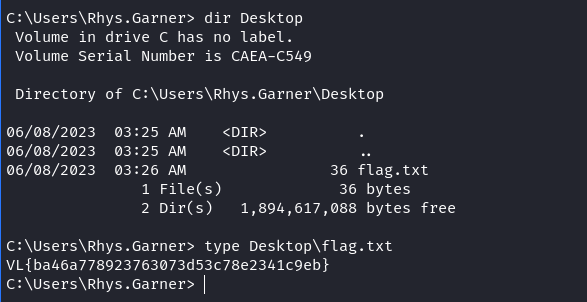 C:\Users\Rhys.Garner> dir Desktop
 Volume in drive C has no label.
 Volume Serial Number is CAEA-C549

 Directory of C:\Users\Rhys.Garner\Desktop

06/08/2023  03:25 AM    <DIR>          .
06/08/2023  03:25 AM    <DIR>          ..
06/08/2023  03:26 AM                36 flag.txt
               1 File(s)             36 bytes
               2 Dir(s)   1,894,617,088 bytes free

C:\Users\Rhys.Garner> type Desktop\flag.txt
VL{ba46a778923763073d53c78e2341c9eb}
C:\Users\Rhys.Garner>